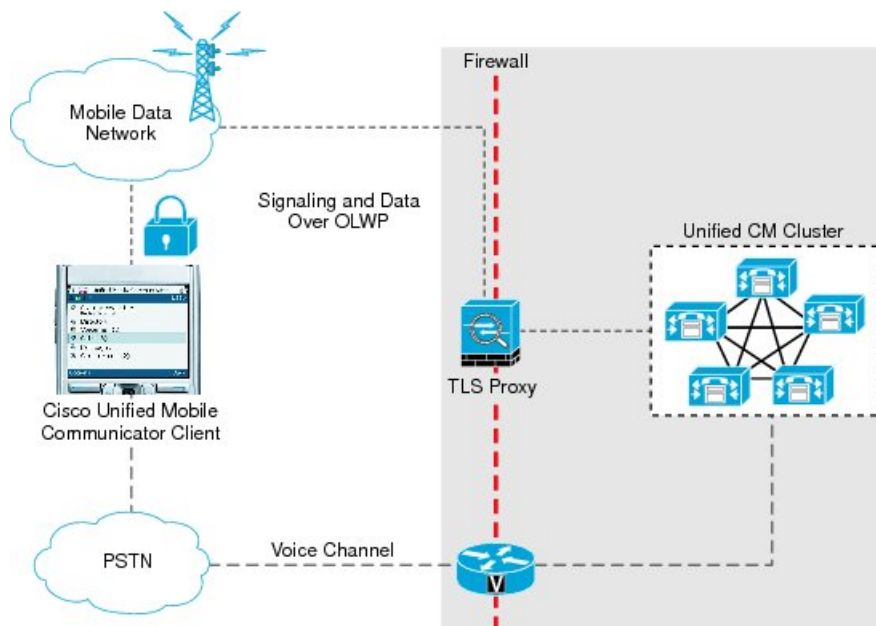 Firewall
Mobile Data
Network
Signaling and Data
Over OLWP
Unified CM Cluster
TLS Proxy
Cisco Unified Mobile
Communicator Client
PSTN
Voice Channel
V